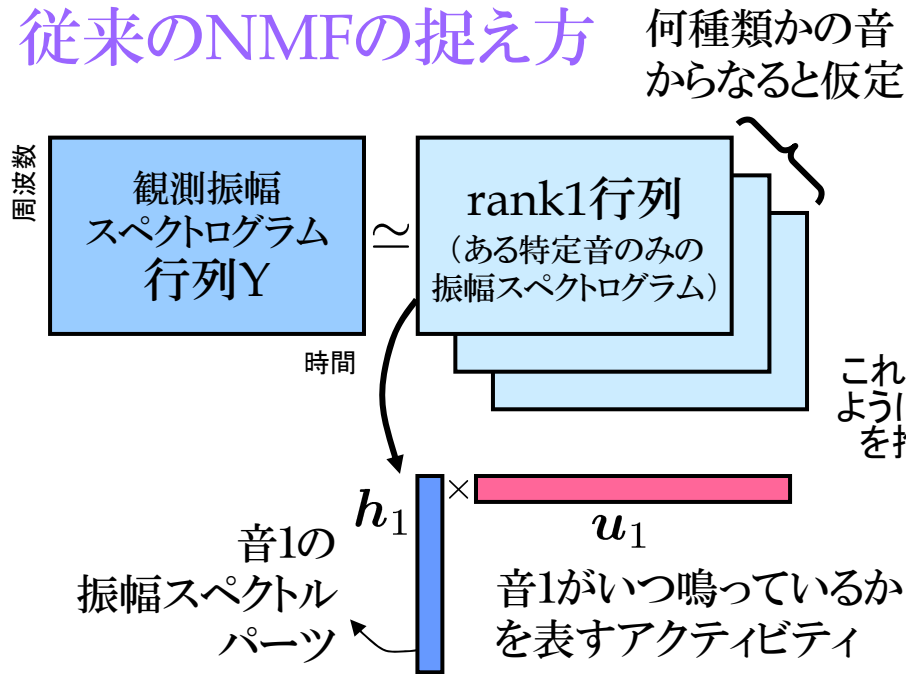 従来のNMFの捉え方
何種類かの音
からなると仮定
周波数
観測振幅
スペクトログラム
行列Y
≃
rank1行列
（ある特定音のみの
振幅スペクトログラム）
時間
これ
よう
h₁
×
u₁
音1の
振幅スペクトル
パーツ
音1がいつ鳴っているか
を表すアクティビティ